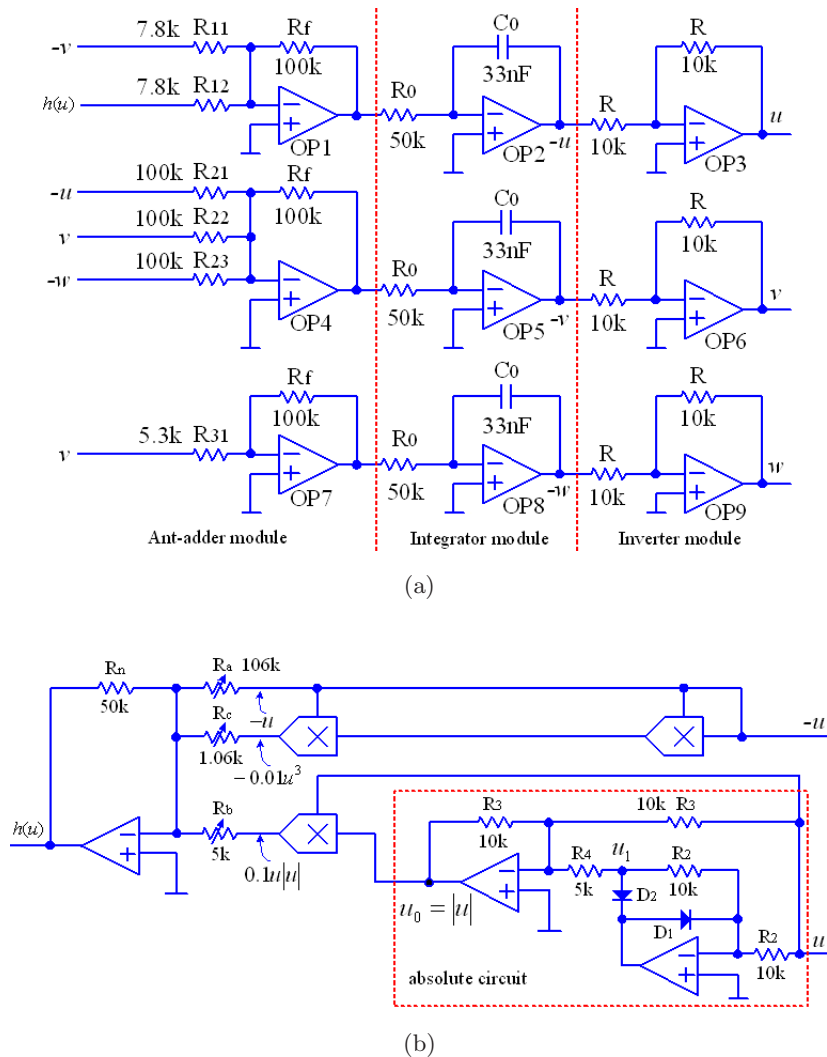 -v 7.8k R11 Rf C0 R
100k 33nF 10k
h(u) 7.8k R12 R0 R u
OP1 50k OP2 -u 10k OP3
-u 100k R21 Rf C0 R
v 100k R22 100k 33nF 10k
-w 100k R23 R0 R v
OP4 50k OP5 -v 10k OP6
Rf C0 R
100k 33nF 10k
v 5.3k R31 R0 R w
OP7 50k OP8 -w 10k OP9
Ant-adder module Integrator module Inverter module
(a)
Rn Ra 106k
50k -u
Rc -u
1.06k -0.01u³
h(u) Rb R3 10k R3
5k 10k R4 u₁ R2
0.1u|u| 5k D2 10k
u₀ = |u| D1 R2 u
absolute circuit 10k
(b)